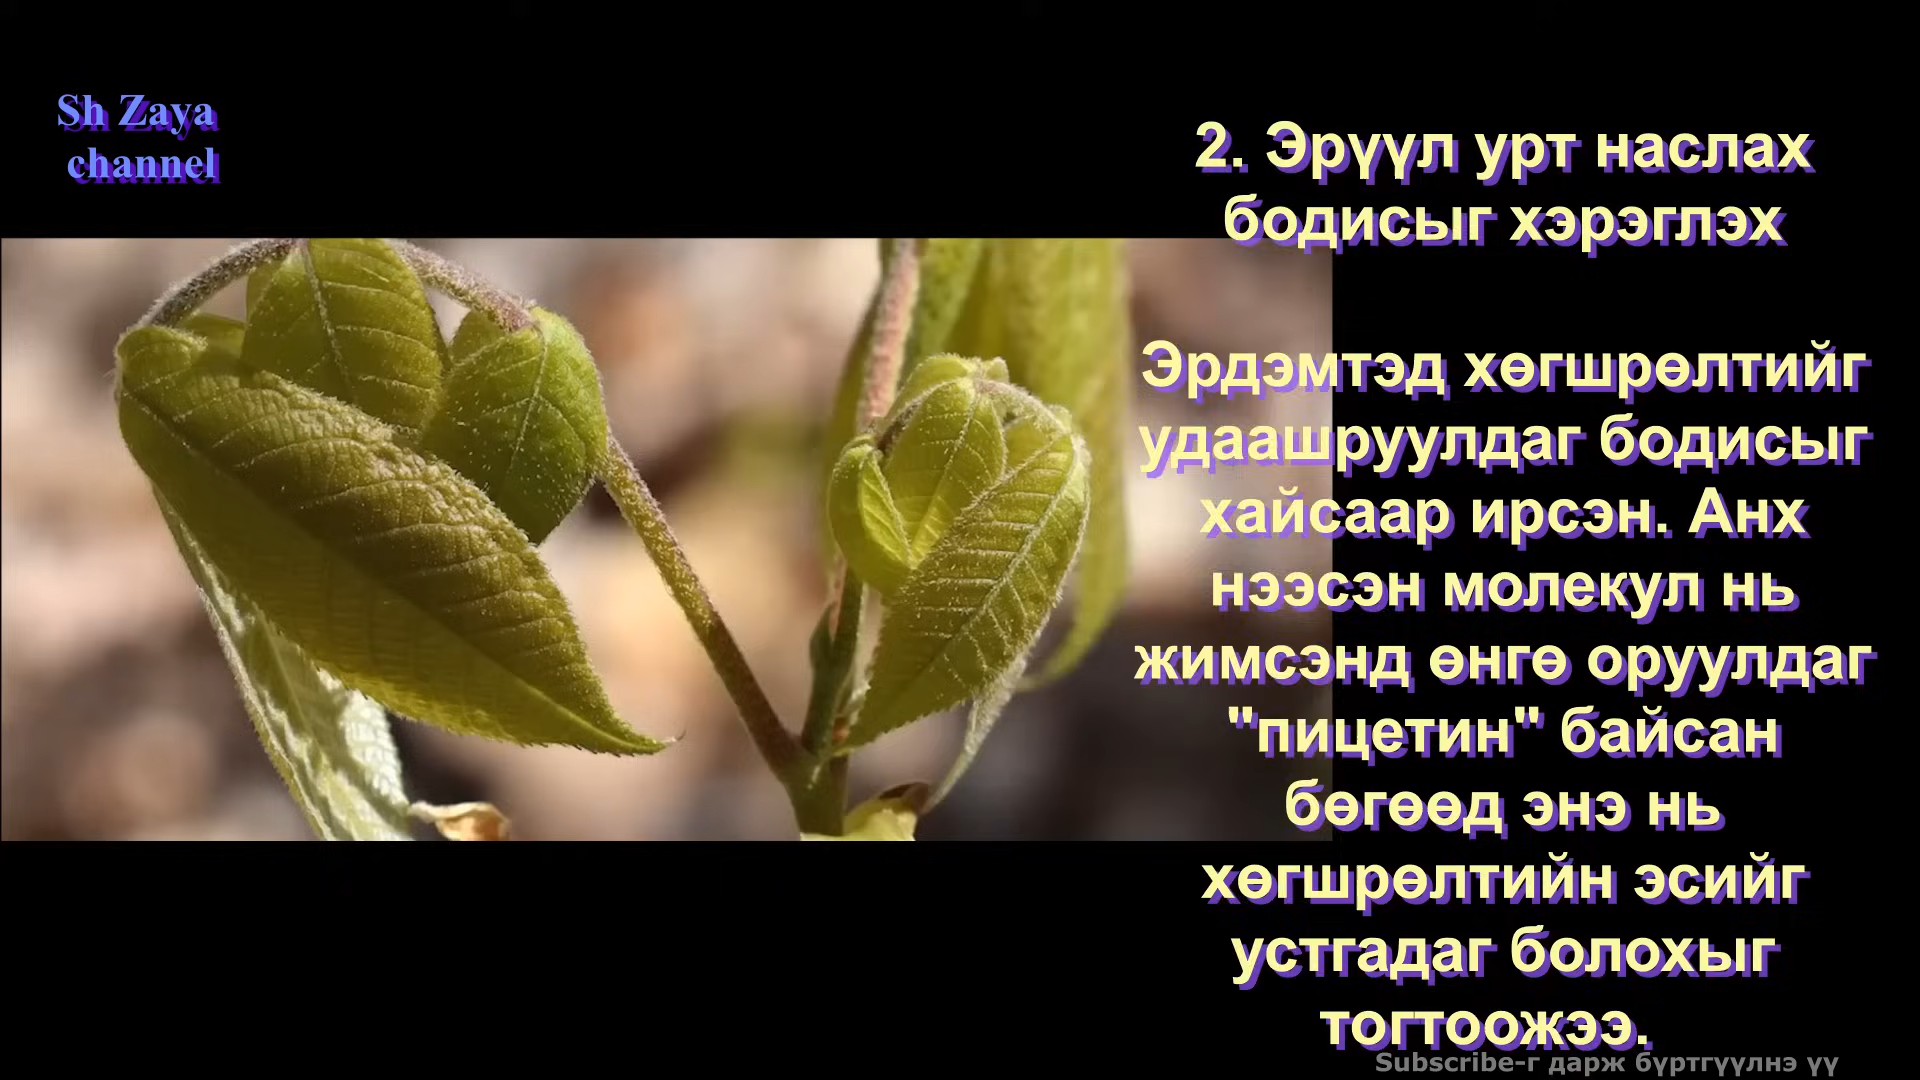 Sh Zaya
channel
2. Эрүүл урт наслах
бодисыг хэрэглэх
Эрдэмтэд хөгшрөлтийг
удаашруулдаг бодисыг
хайсаар ирсэн. Анх
нээсэн молекул нь
жимсэнд өнгө оруулдаг
"пицетин" байсан
бөгөөд энэ нь
хөгшрөлтийн эсийг
устгадаг болохыг
тогтоожээ.
Subscribe-г дарж бүртгүүлнэ үү